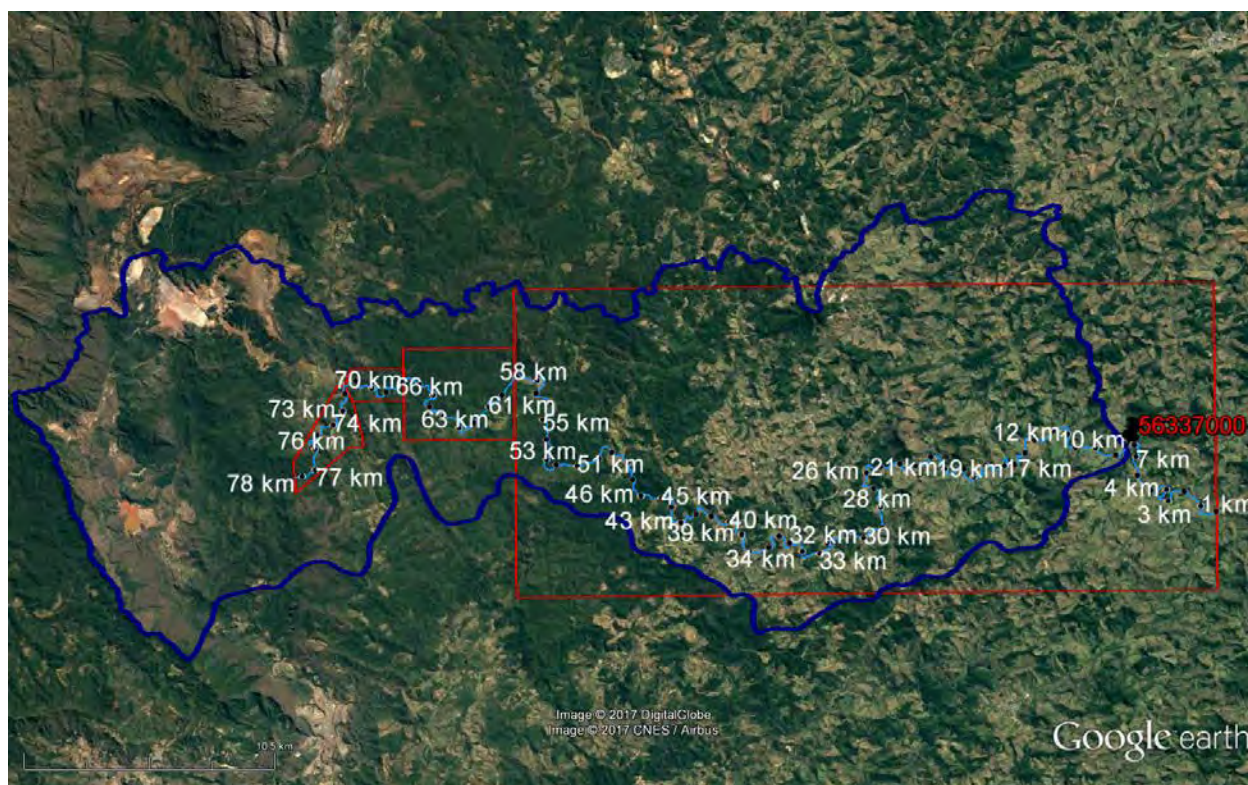 58 km
70 km
66 km
61 km
73 km
74 km
63 km
55 km
76 km
12 km
10 km
56337000
53 km
51 km
7 km
78 km
77 km
26 km
21 km
19 km
17 km
46 km
45 km
28 km
4 km
1 km
43 km
39 km
40 km
3 km
32 km
30 km
34 km
33 km
Image © 2017 DigitalGlobe
Image © 2017 CNES / Airbus
10.5 km
Google earth